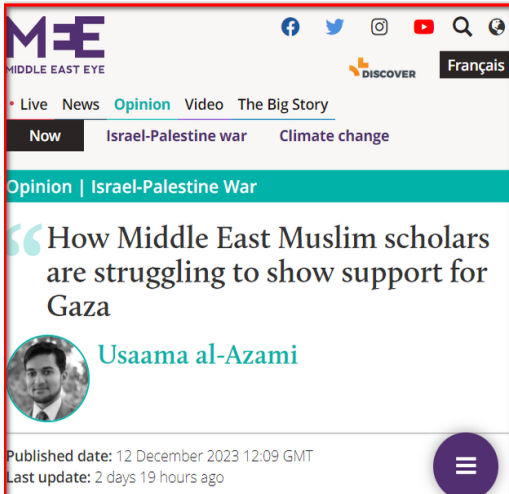 MEE
MIDDLE EAST EYE
DISCOVER
Français
• Live News Opinion Video The Big Story
Now Israel-Palestine war Climate change
Opinion | Israel-Palestine War
“How Middle East Muslim scholars
are struggling to show support for
Gaza
Usaama al-Azami
Published date: 12 December 2023 12:09 GMT
Last update: 2 days 19 hours ago